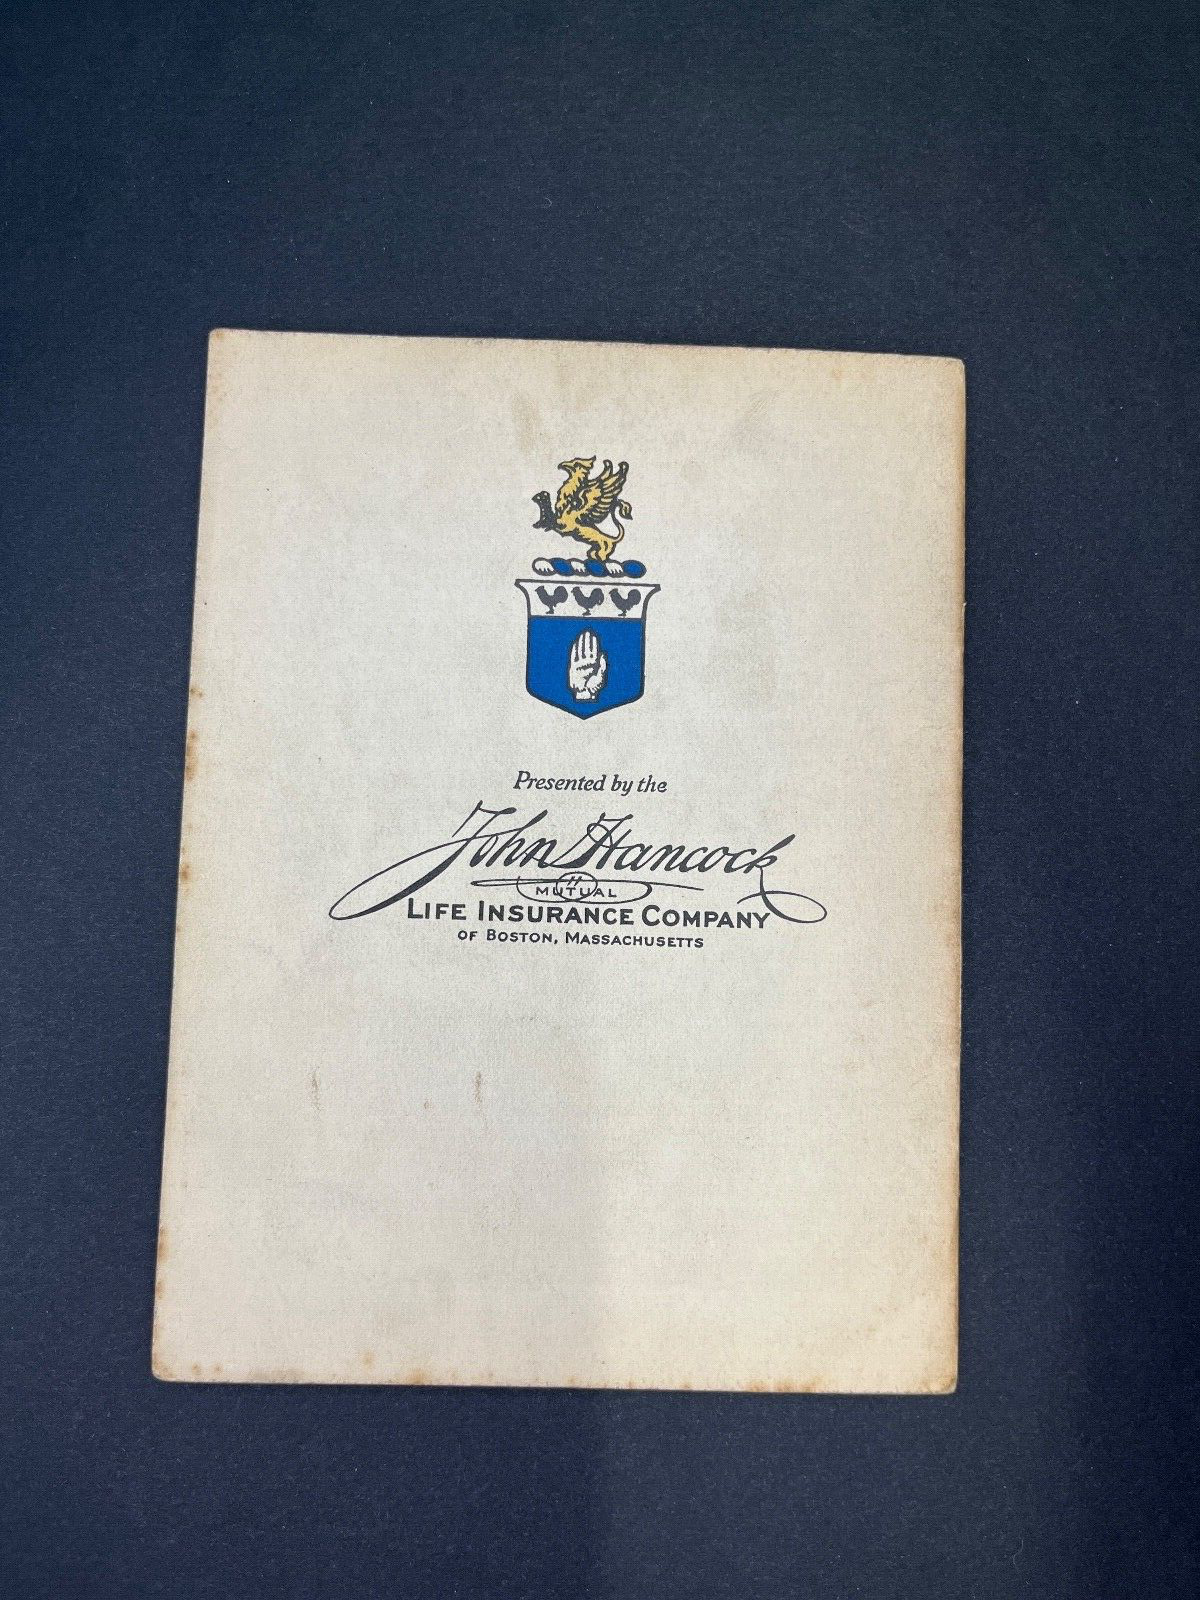 Presented by the
John Hancock
MUTUAL
LIFE INSURANCE COMPANY
OF BOSTON, MASSACHUSETTS